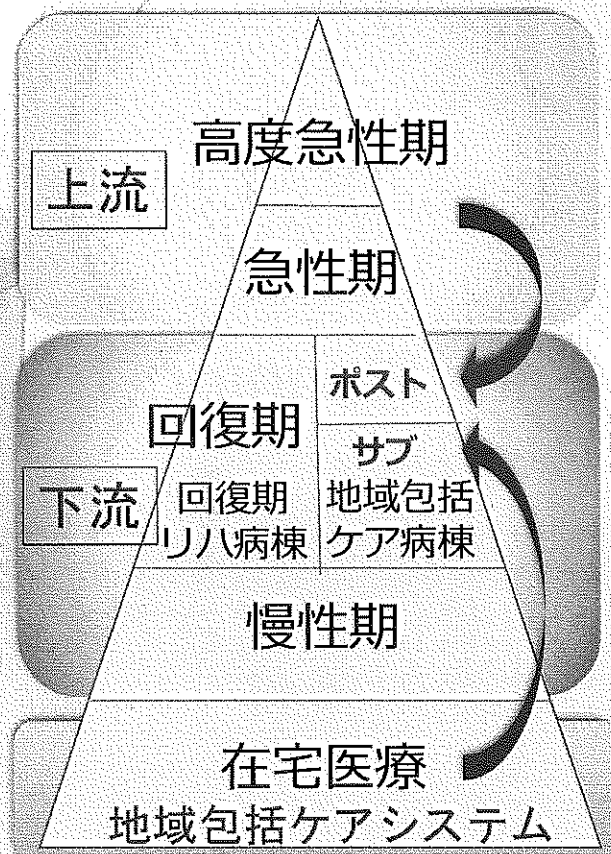 高度急性期
上流
急性期
ポスト
回復期
サブ
下流
回復期
リハ病棟
地域包括
ケア病棟
慢性期
在宅医療
地域包括ケアシステム